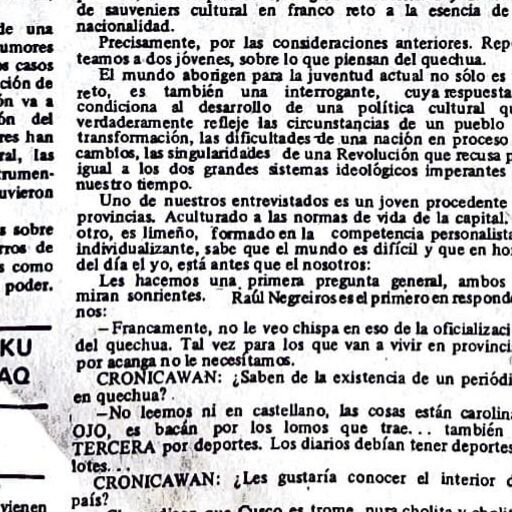 de una
umores
os casos
ción de
ón va a
ón del
res han
ral, las
rumen-
uvieron
s sobre
rros de
s como
poder.
KU
AQ
vienen
de sauveniers cultural en franco reto a la esencia de
nacionalidad.
Precisamente, por las consideraciones anteriores. Rep
teamos a dos jóvenes, sobre lo que piensan del quechua.
El mundo aborigen para la juventud actual no sólo es
reto, es también una interrogante, cuya respuesta
condiciona al desarrollo de una política cultural qu
verdaderamente refleje las circunstancias de un pueblo
transformación, las dificultades de una nación en proceso
cambios, las singularidades de una Revolución que recusa p
igual a los dos grandes sistemas ideológicos imperantes
nuestro tiempo.
Uno de nuestros entrevistados es un joven procedente
provincias. Aculturado a las normas de vida de la capital.
otro, es limeño, formado en la competencia personalista
individualizante, sabe que el mundo es difícil y que en ho
del día el yo, está antes que el nosotros:
Les hacemos una primera pregunta general, ambos
miran sonrientes. Raúl Negreiros es el primero en respond
nos:
—Francamente, no le veo chispa en eso de la oficializaci
del quechua. Tal vez para los que van a vivir en provinci
por acanga no le necesitamos.
CRONICAWAN: ¿Saben de la existencia de un periódi
en quechua?.
—No leemos ni en castellano, las cosas están carolina
OJO, es bacán por los lomos que trae... también
TERCERA por deportes. Los diarios debían tener deportes
lotes...
CRONICAWAN: ¿Les gustaría conocer el interior d
país?
que Cusco es trome, pura cholita y